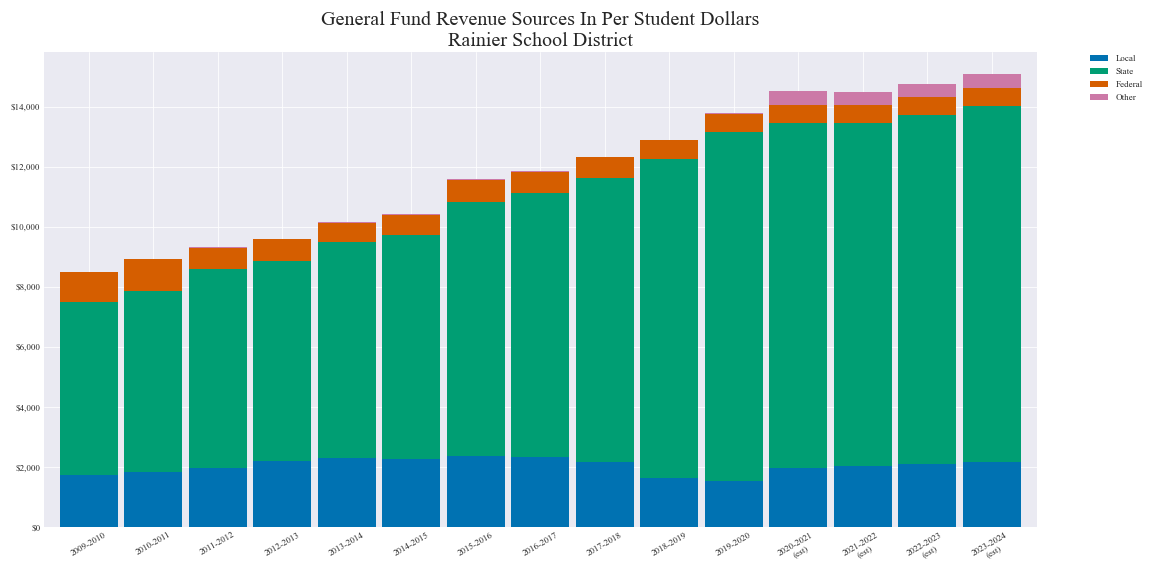 General Fund Revenue Sources In Per Student Dollars
Rainier School District
Local
State
Federal
Other
$14,000
$12,000
$10,000
$8,000
$6,000
$4,000
$2,000
$0
2009-2010
2010-2011
2011-2012
2012-2013
2013-2014
2014-2015
2015-2016
2016-2017
2017-2018
2018-2019
2019-2020
2020-2021
(est)
2021-2022
(est)
2022-2023
(est)
2023-2024
(est)